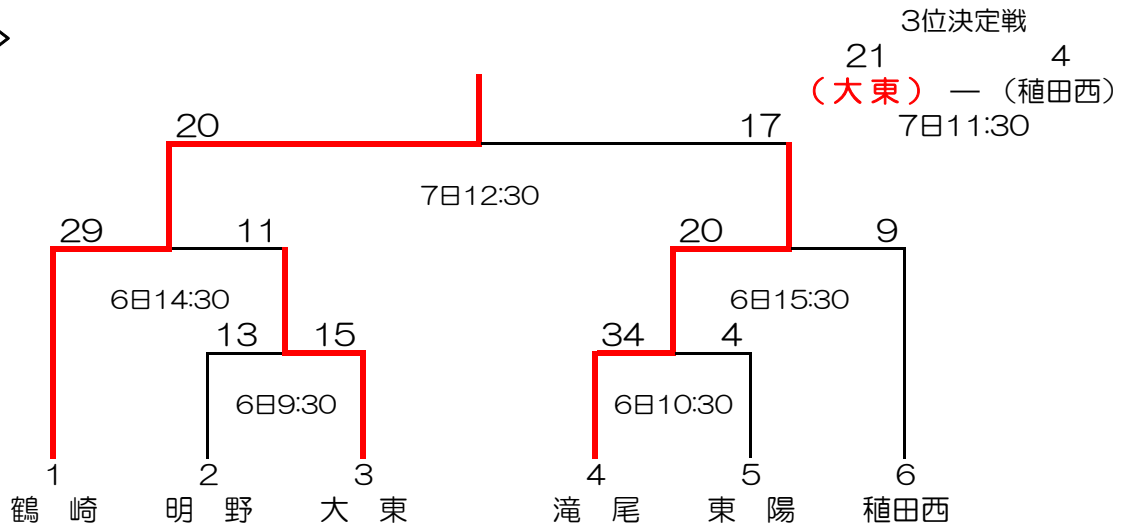 3位決定戦
21 4
(大東) — (稙田西)
7日11:30
20 17
7日12:30
29 11 20 9
6日14:30 6日15:30
13 15 34 4
6日9:30 6日10:30
1 2 3 4 5 6
鶴崎 明野 大東 滝尾 東陽 稙田西